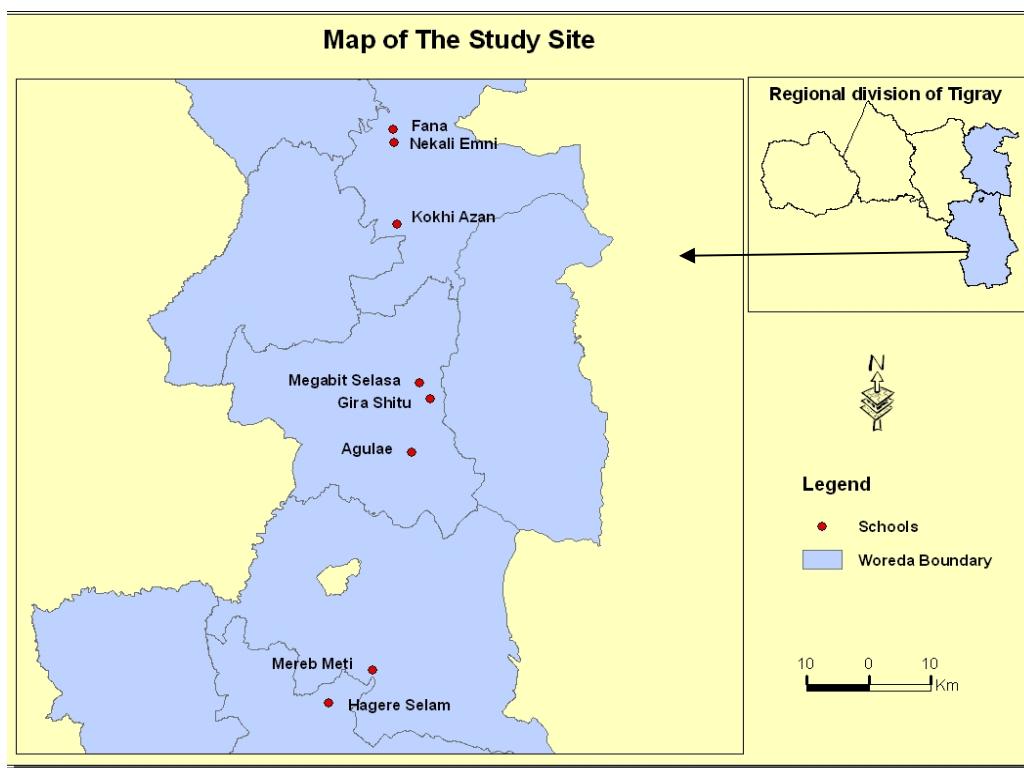 Map of The Study Site
Regional division of Tigray
Fana
Nekali Emni
Kokhi Azan
Megabit Selasa
Gira Shitu
Agulae
Mereb Meti
Hagere Selam
N
Legend
Schools
Woreda Boundary
10 0 10
Km